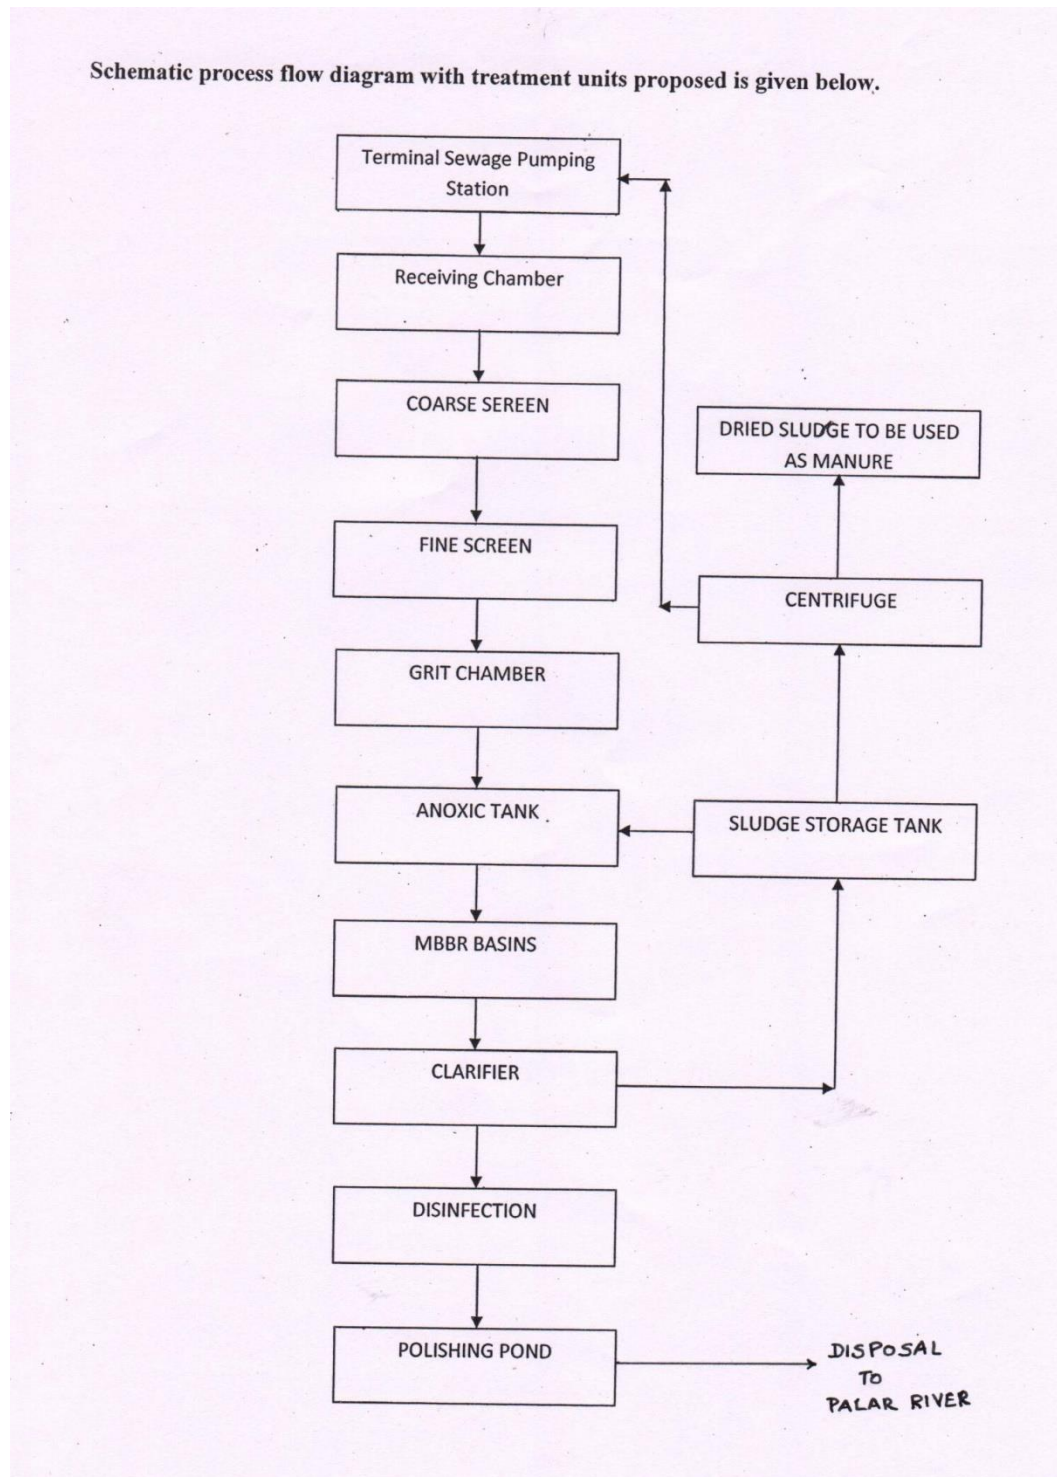 Schematic process flow diagram with treatment units proposed is given below.
Terminal Sewage Pumping
Station
Receiving Chamber
COARSE SEREEN
FINE SCREEN
GRIT CHAMBER
ANOXIC TANK
MBBR BASINS
CLARIFIER
DISINFECTION
POLISHING POND
DRIED SLUDGE TO BE USED
AS MANURE
CENTRIFUGE
SLUDGE STORAGE TANK
DISPOSAL
TO
PALAR RIVER